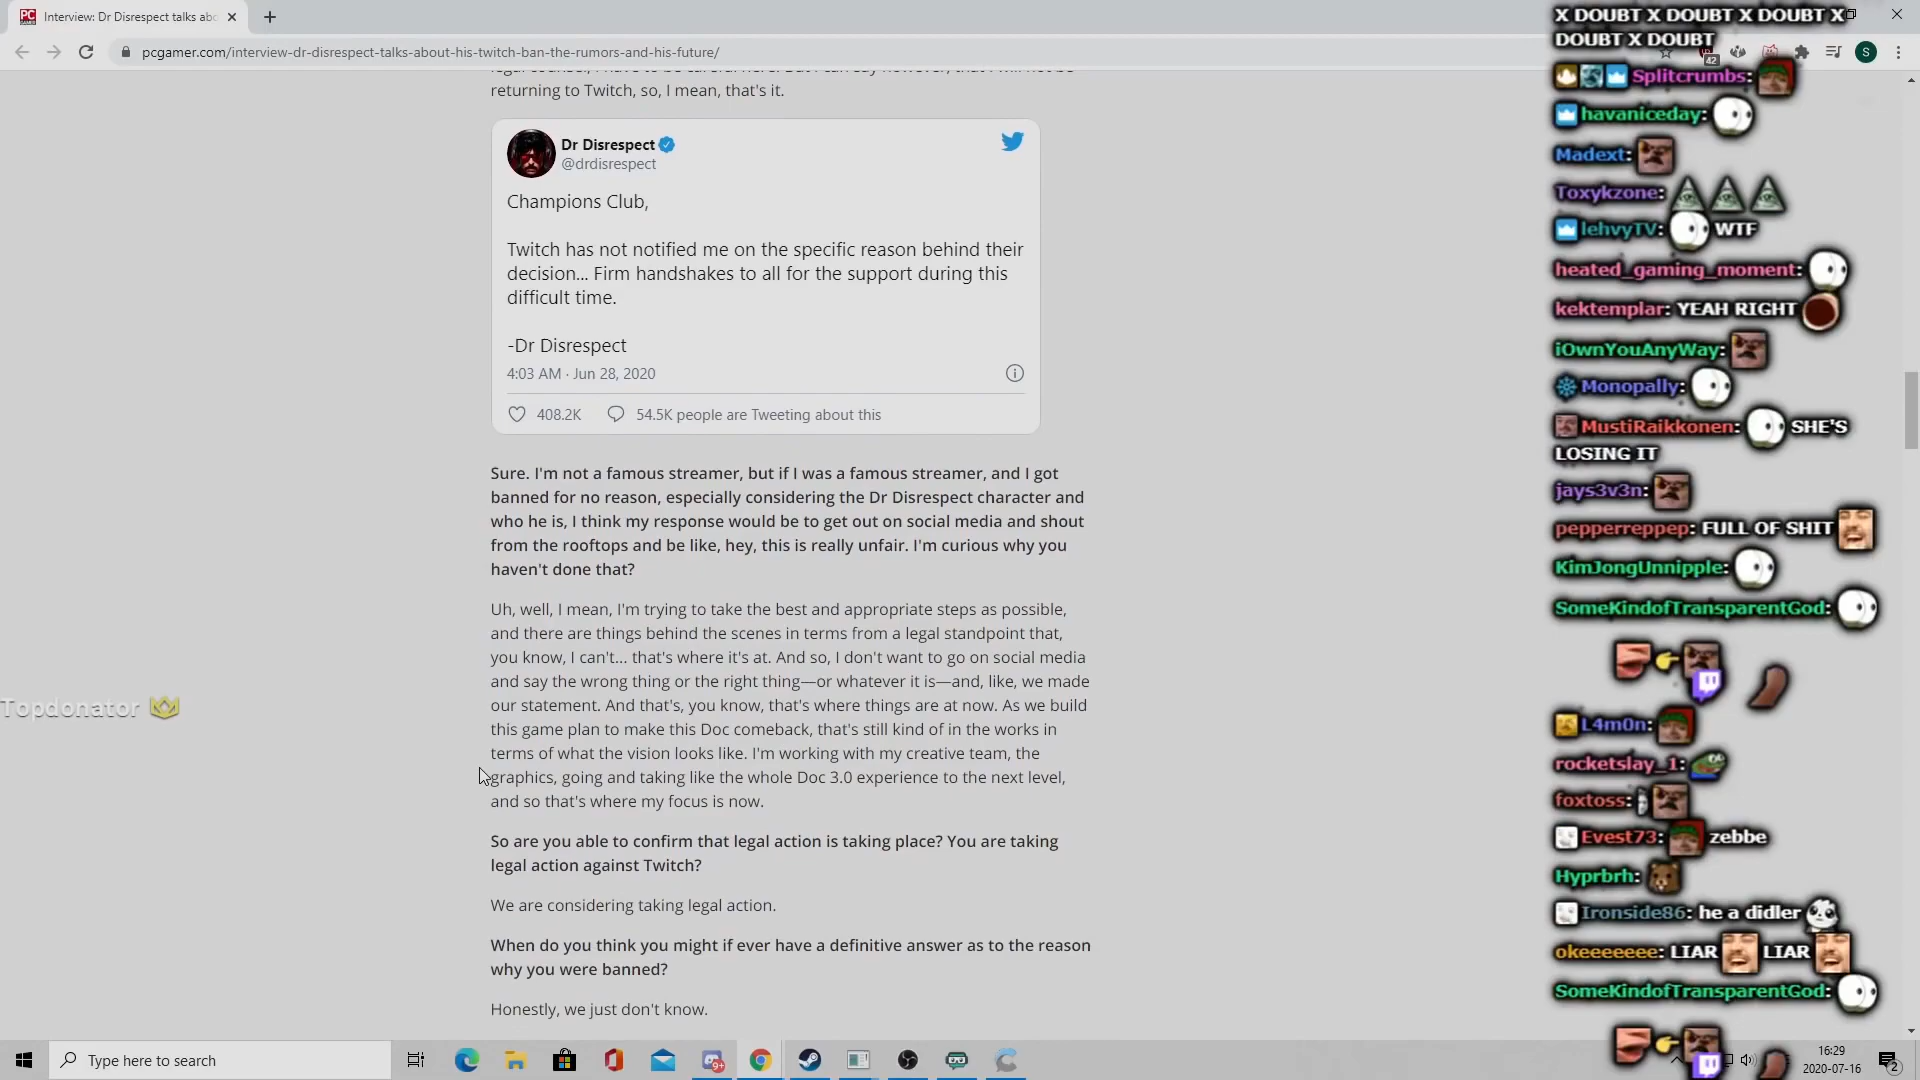 Interview: Dr Disrespect talks abo
pcgamer.com/interview-dr-disrespect-talks-about-his-twitch-ban-the-rumors-and-his-future/
42
S
returning to Twitch, so, I mean, that's it.
Dr Disrespect
@drdisrespect
Champions Club,
Twitch has not notified me on the specific reason behind their
decision... Firm handshakes to all for the support during this
difficult time.
-Dr Disrespect
4:03 AM · Jun 28, 2020
408.2K
54.5K people are Tweeting about this
Sure. I'm not a famous streamer, but if I was a famous streamer, and I got
banned for no reason, especially considering the Dr Disrespect character and
who he is, I think my response would be to get out on social media and shout
from the rooftops and be like, hey, this is really unfair. I'm curious why you
haven't done that?
Uh, well, I mean, I'm trying to take the best and appropriate steps as possible,
and there are things behind the scenes in terms from a legal standpoint that,
you know, I can't... that's where it's at. And so, I don't want to go on social media
and say the wrong thing or the right thing—or whatever it is—and, like, we made
our statement. And that's, you know, that's where things are at now. As we build
this game plan to make this Doc comeback, that's still kind of in the works in
terms of what the vision looks like. I'm working with my creative team, the
graphics, going and taking like the whole Doc 3.0 experience to the next level,
and so that's where my focus is now.
So are you able to confirm that legal action is taking place? You are taking
legal action against Twitch?
We are considering taking legal action.
When do you think you might if ever have a definitive answer as to the reason
why you were banned?
Honestly, we just don't know.
Topdonator
X DOUBT X DOUBT X DOUBT X
DOUBT X DOUBT
Splitcrumbs:
havaniceday:
Madext:
Toxykzone:
lehvyTV: WTF
heated_gaming_moment:
kektemplar: YEAH RIGHT
iOwnYouAnyWay:
Monopally:
MustiRaikkonen: SHE'S
LOSING IT
jays3v3n:
pepperreppep: FULL OF SHIT
KimJongUnnipple:
SomeKindofTransparentGod:
L4m0n:
rocketslay_1:
foxtoss:
Evest73: zebbe
Hyprbrh:
Ironside86: he a didler
okeeeeeee: LIAR LIAR
SomeKindofTransparentGod:
Type here to search
9+
16:29
2020-07-16
2